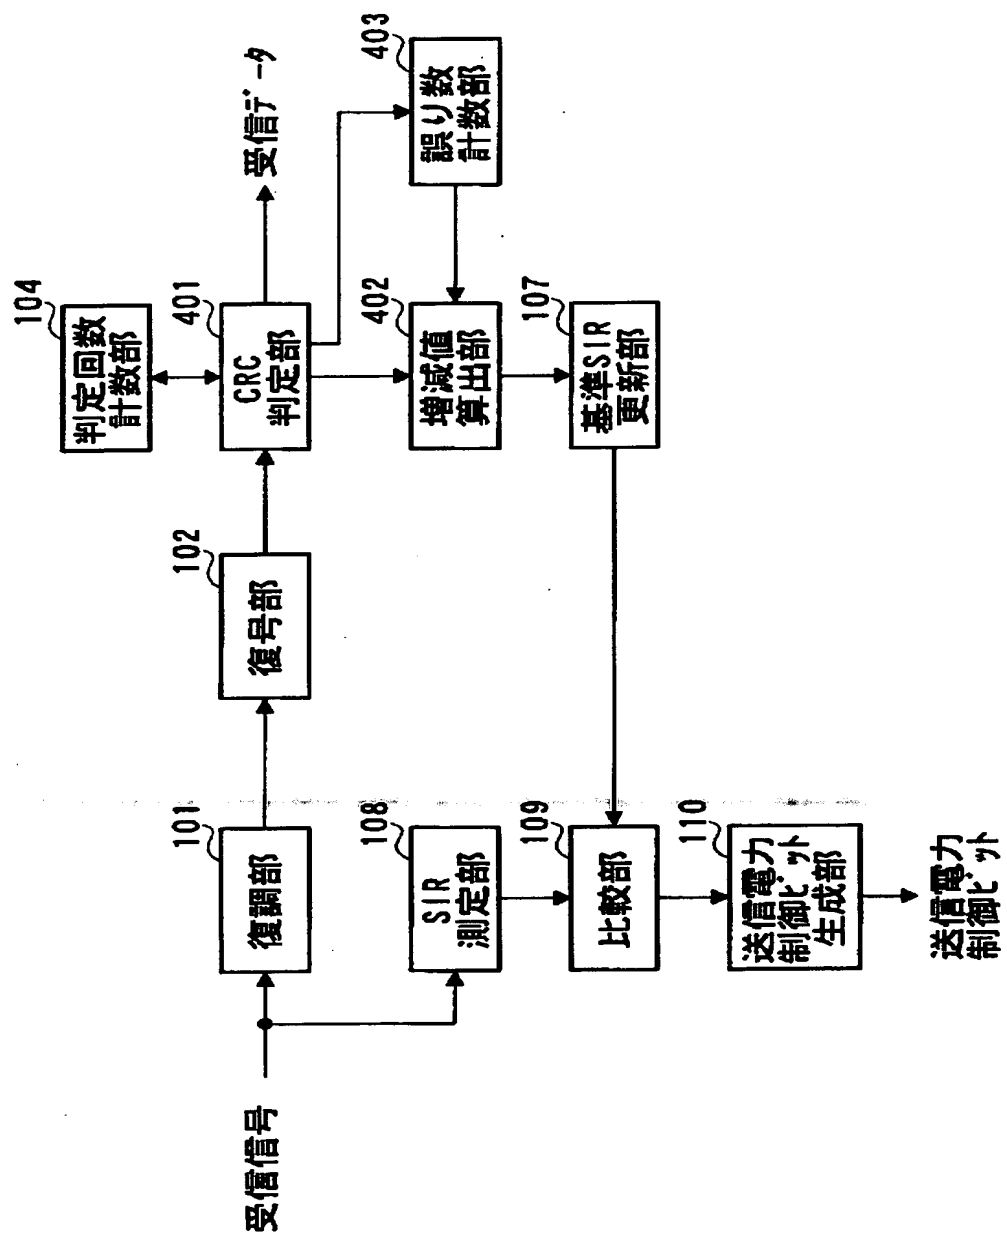 104
判定回数
計数部
受信データ
403
誤り数
計数部
401
CRC
判定部
402
増減値
算出部
107
基準SIR
更新部
102
復号部
101
復調部
108
SIR
測定部
109
比較部
110
送信電力
制御ビット
生成部
受信信号
送信電力
制御ビット